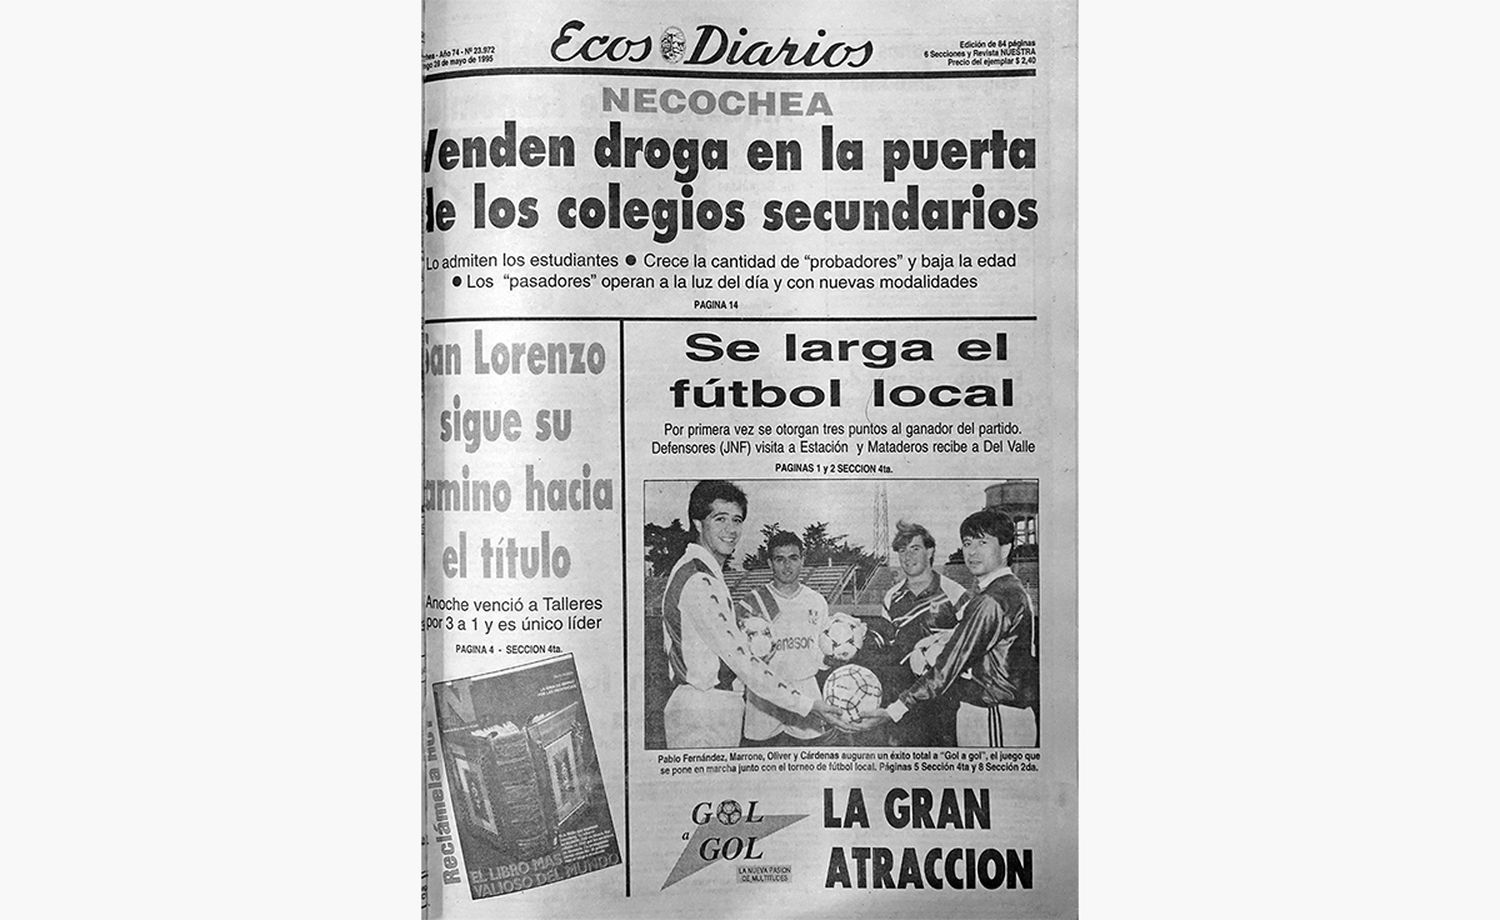 Ecos Diarios
Año 74 - Nº 23.972
28 de mayo de 1995
Edición de 84 páginas
6 Secciones y Revista NUESTRA
Precio del ejemplar $ 2,40
NECOCHEA
Venden droga en la puerta
de los colegios secundarios
Lo admiten los estudiantes ● Crece la cantidad de “probadores” y baja la edad
● Los “pasadores” operan a la luz del día y con nuevas modalidades
PAGINA 14
San Lorenzo
sigue su
camino hacia
el título
Anoche venció a Talleres
por 3 a 1 y es único líder
PAGINA 4 - SECCION 4ta.
Reclámela
EL LIBRO MAS
VALIOSO DEL MUNDO
Se larga el
fútbol local
Por primera vez se otorgan tres puntos al ganador del partido.
Defensores (JNF) visita a Estación y Mataderos recibe a Del Valle
PAGINAS 1 y 2 SECCION 4ta.
Panasonic
Pablo Fernández, Marrone, Oliver y Cárdenas auguran un éxito total a “Gol a gol”, el juego que
se pone en marcha junto con el torneo de fútbol local. Páginas 5 Sección 4ta y 8 Sección 2da.
GOL
a
GOL
LA NUEVA PASION
DE MULTITUDES
LA GRAN
ATRACCION